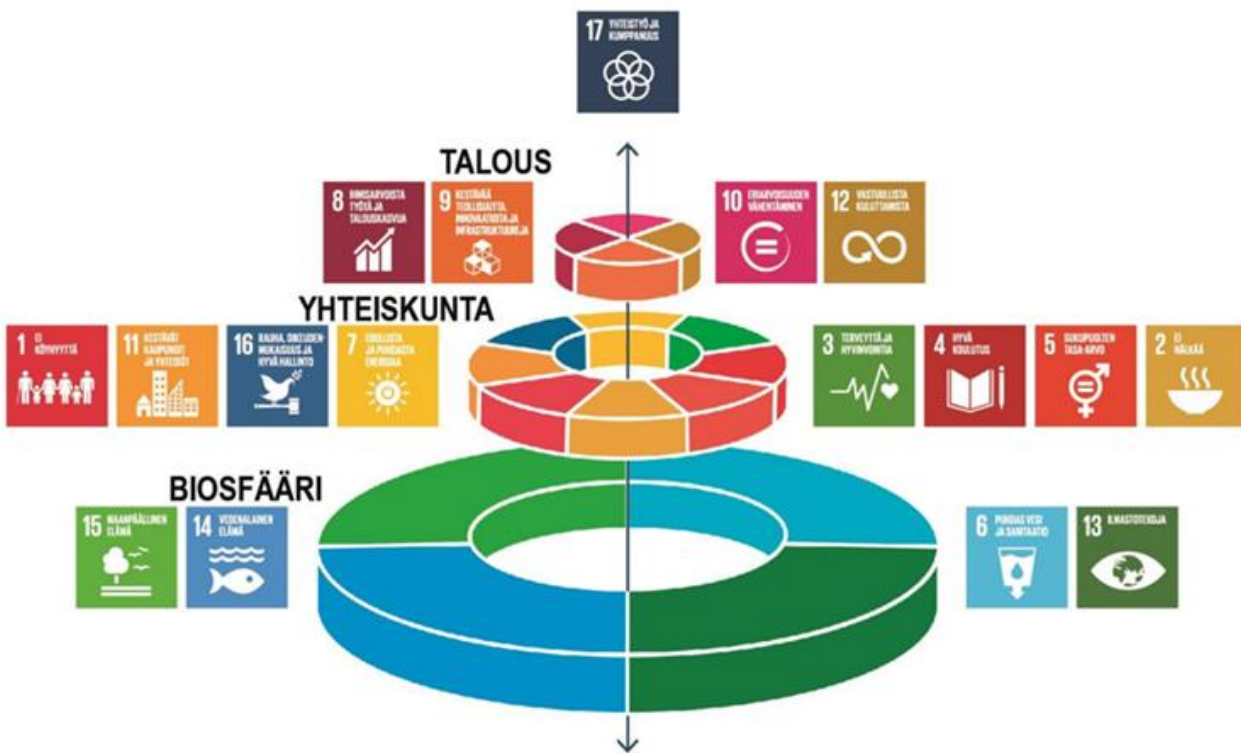 17 YHTEISTYÖ JA
KUMPPANUUS
TALOUS
8 IHMISARVOISTA
TYÖTÄ JA
TALOUSKASVUA
9 KESTÄVÄÄ
TEOLLISUUTTA,
INNOVAATIOITA JA
INFRASTRUKTUUREJA
10 ERIARVOISUUDEN
VÄHENTÄMINEN
12 VASTUULLISTA
KULUTTAMISTA
YHTEISKUNTA
1 EI
KÖYHYYTTÄ
11 KESTÄVÄT
KAUPUNGIT
JA YHTEISÖT
16 RAUHA, OIKEUDEN-
MUKAISUUS JA
HYVÄ HALLINTO
7 EDULLISTA
JA PUHDASTA
ENERGIAA
3 TERVEYTTÄ JA
HYVINVOINTIA
4 HYVÄ
KOULUTUS
5 SUKUPUOLTEN
TASA-ARVO
2 EI
NÄLKÄÄ
BIOSFÄÄRI
15 MAANPÄÄLLINEN
ELÄMÄ
14 VEDENALAINEN
ELÄMÄ
6 PUHDAS VESI
JA SANITAATIO
13 ILMASTOTEKOJA